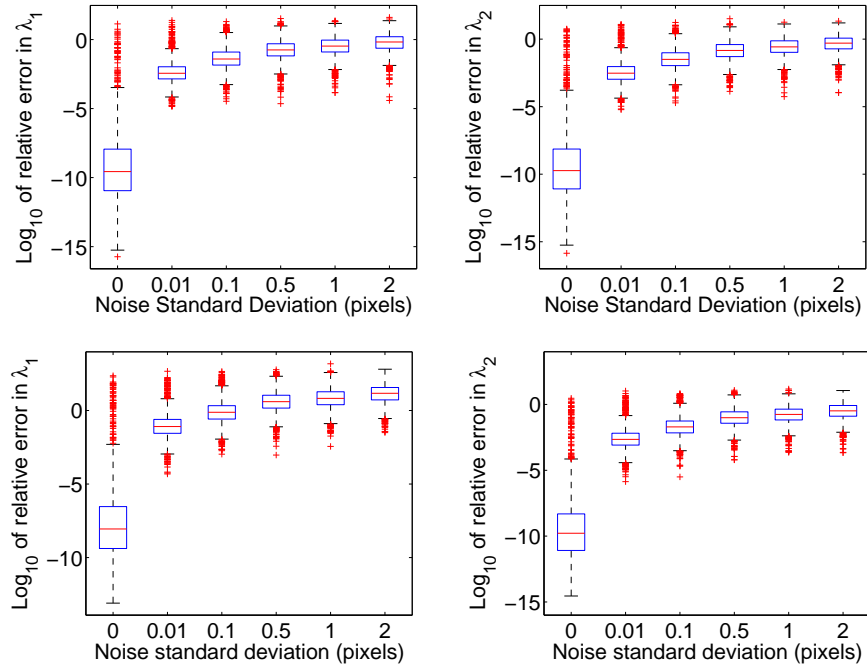 Log10 of relative error in λ1
0
−5
−10
−15
0 0.01 0.1 0.5 1 2
Noise Standard Deviation (pixels)
Log10 of relative error in λ2
0
−5
−10
−15
0 0.01 0.1 0.5 1 2
Noise Standard Deviation (pixels)
Log10 of relative error in λ1
0
−5
−10
0 0.01 0.1 0.5 1 2
Noise standard deviation (pixels)
Log10 of relative error in λ2
0
−5
−10
−15
0 0.01 0.1 0.5 1 2
Noise standard deviation (pixels)